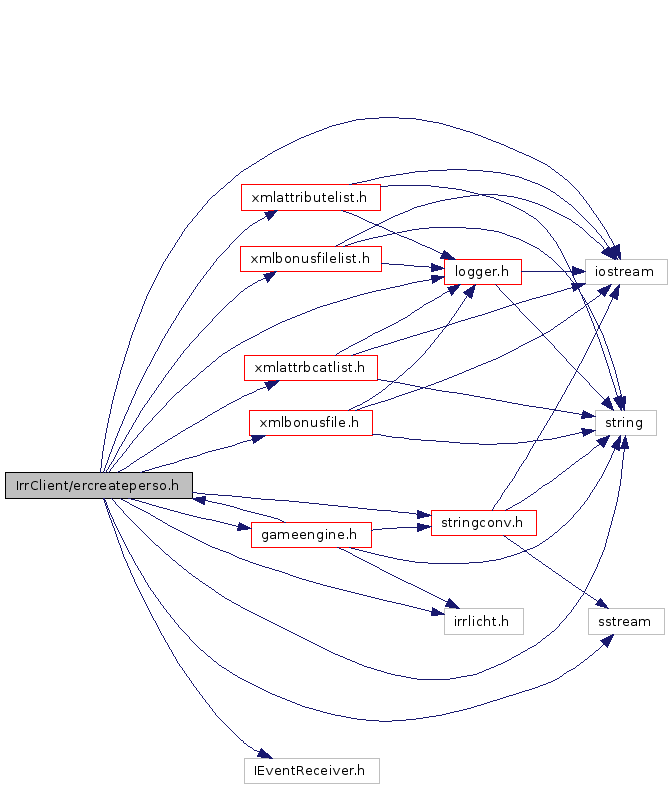 xmlattributelist.h
xmlbonusfilelist.h
logger.h
iostream
xmlattrbcatlist.h
xmlbonusfile.h
string
IrrClient/ercreateperso.h
stringconv.h
gameengine.h
irrlicht.h
sstream
IEventReceiver.h